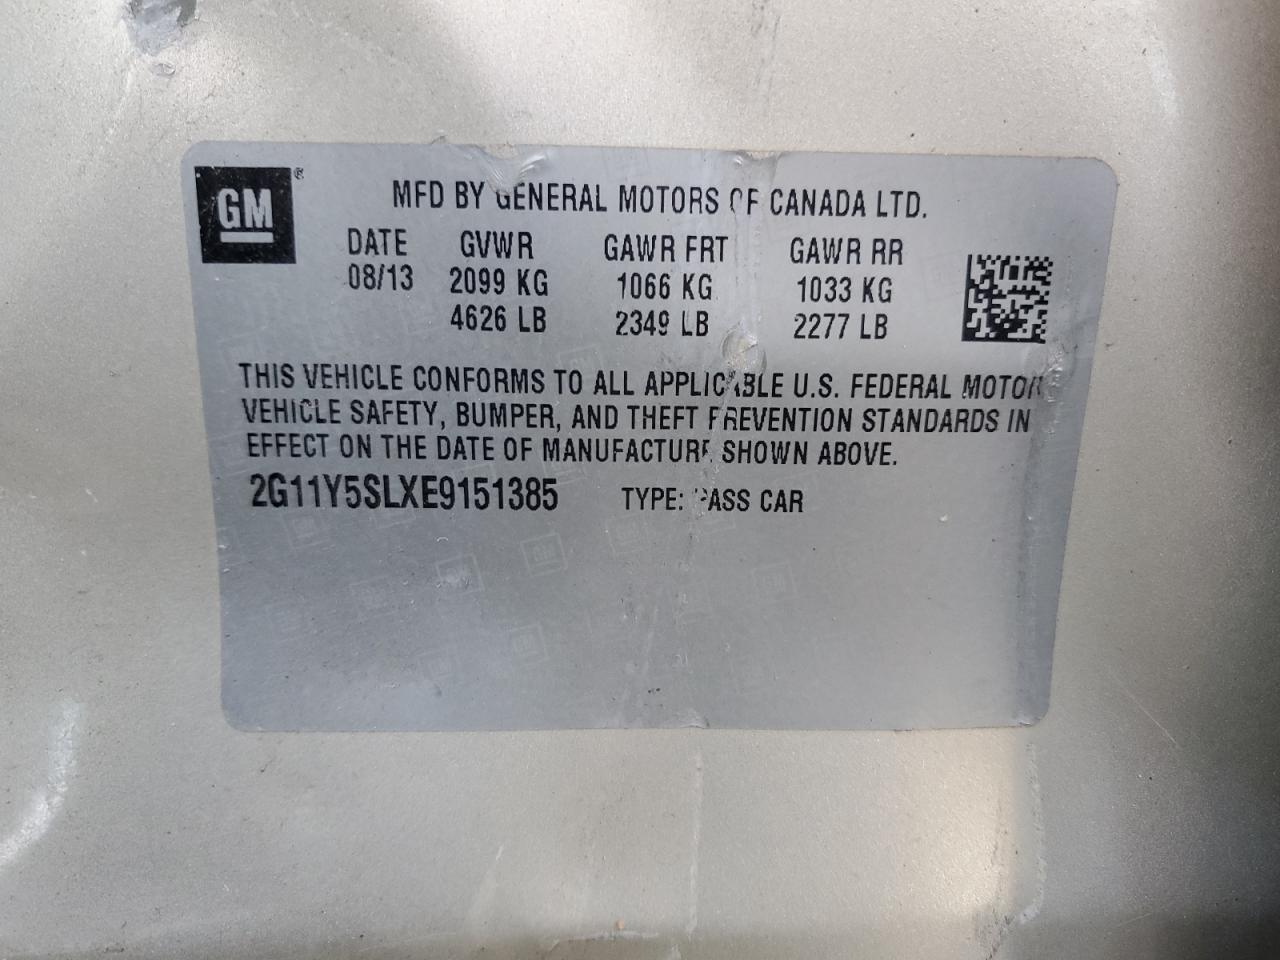 GM®
MFD BY GENERAL MOTORS OF CANADA LTD.
DATE GVWR GAWR FRT GAWR RR
08/13 2099 KG 1066 KG 1033 KG
4626 LB 2349 LB 2277 LB
THIS VEHICLE CONFORMS TO ALL APPLICABLE U.S. FEDERAL MOTOR
VEHICLE SAFETY, BUMPER, AND THEFT PREVENTION STANDARDS IN
EFFECT ON THE DATE OF MANUFACTURE SHOWN ABOVE.
2G11Y5SLXE9151385 TYPE: PASS CAR